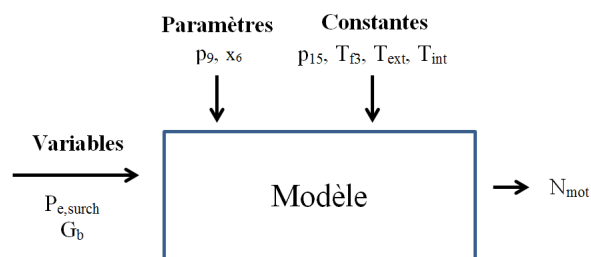 Paramètres
p9, x6
Constantes
p15, Tf3, Text, Tint
Variables
Pe,surch
Gb
Modèle
Nmot